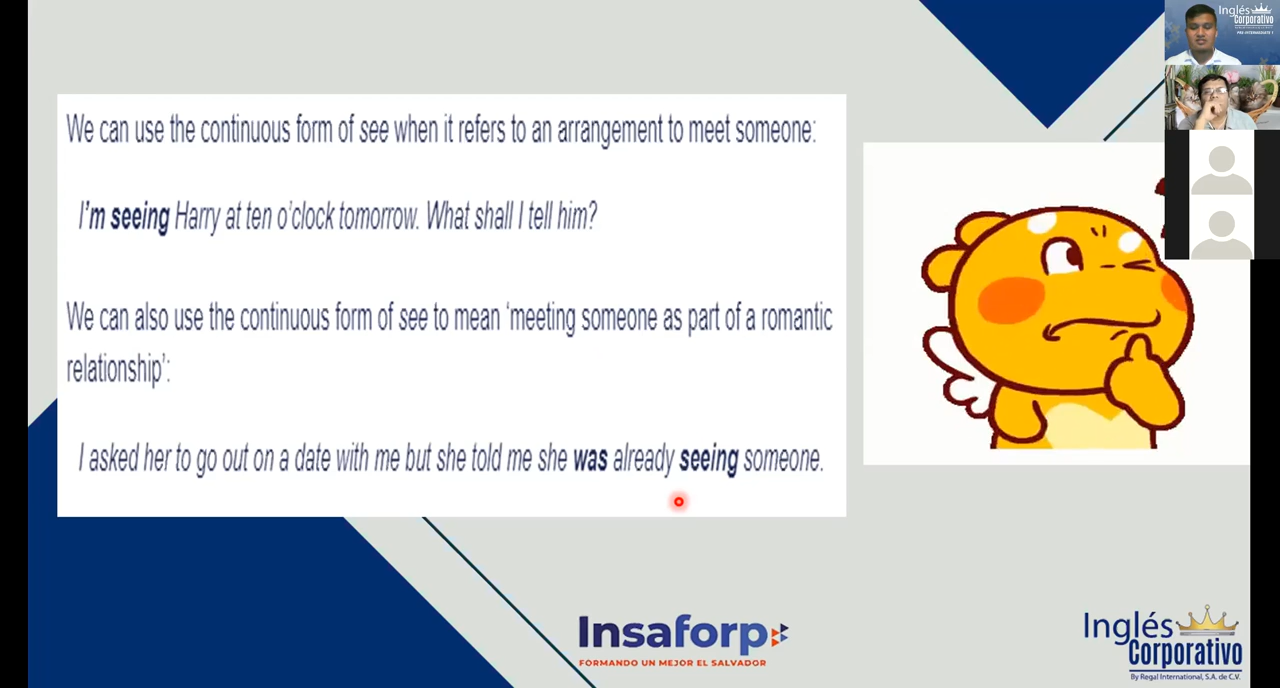 We can use the continuous form of see when it refers to an arrangement to meet someone:
I'm seeing Harry at ten o'clock tomorrow. What shall I tell him?
We can also use the continuous form of see to mean 'meeting someone as part of a romantic
relationship':
I asked her to go out on a date with me but she told me she was already seeing someone.
Insaforp
FORMANDO UN MEJOR EL SALVADOR
Inglés
Corporativo
By Regal International, S.A. de C.V.
Inglés
Corporativo
PRE-INTERMEDIATE 1